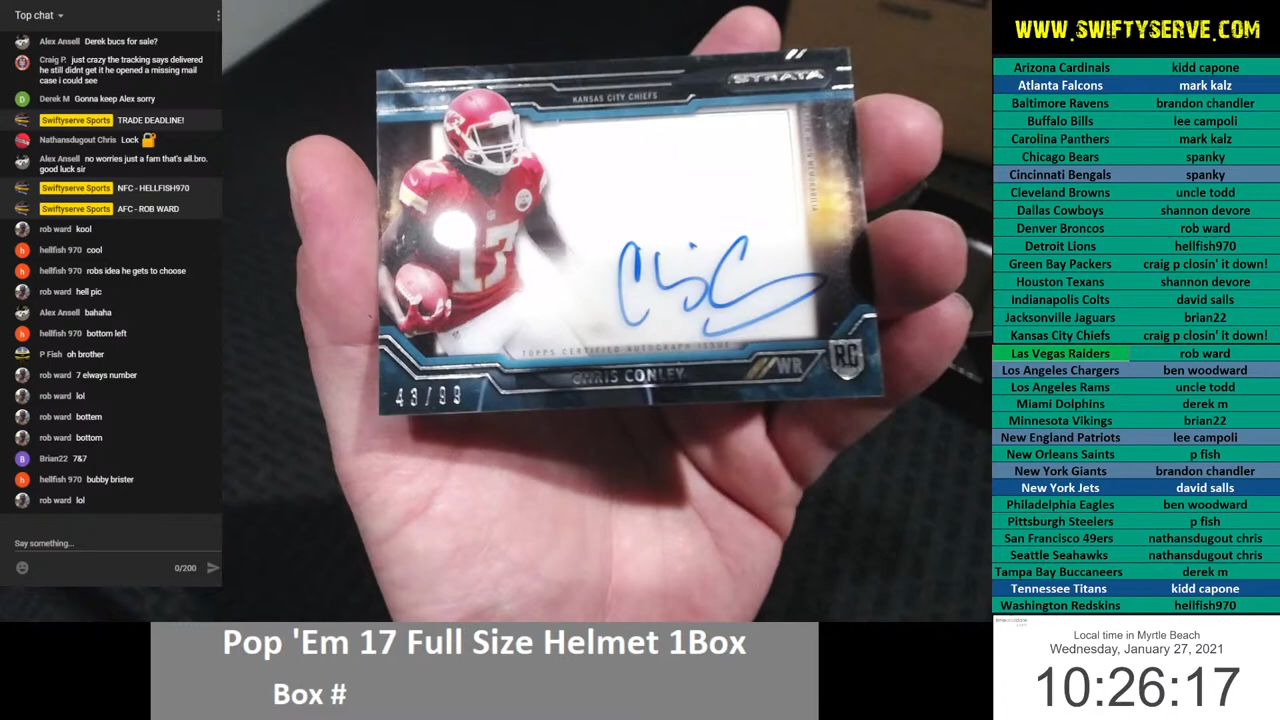 Top chat
Alex Ansell Derek bucs for sale?
Craig P. just crazy the tracking says delivered
he still didnt get it he opened a missing mail
case i could see
Derek M Gonna keep Alex sorry
Swiftyserve Sports TRADE DEADLINE!
Nathansdugout Chris Lock
Alex Ansell no worries just a fam that's all.bro.
good luck sir
Swiftyserve Sports NFC - HELLFISH970
Swiftyserve Sports AFC - ROB WARD
rob ward kool
hellfish 970 cool
hellfish 970 robs idea he gets to choose
rob ward hell pic
Alex Ansell bahaha
hellfish 970 bottom left
P Fish oh brother
rob ward 7 elways number
rob ward lol
rob ward bottem
rob ward bottom
Brian22 7&7
hellfish 970 bubby brister
rob ward lol
Say something...
0/200
STRATA
KANSAS CITY CHIEFS
17
TOPPS CERTIFIED AUTOGRAPH ISSUE
CHRIS CONLEY
WR
RC
43/99
Pop 'Em 17 Full Size Helmet 1Box
Box #
WWW.SWIFTYSERVE.COM
Arizona Cardinals kidd capone
Atlanta Falcons mark kalz
Baltimore Ravens brandon chandler
Buffalo Bills lee campoli
Carolina Panthers mark kalz
Chicago Bears spanky
Cincinnati Bengals spanky
Cleveland Browns uncle todd
Dallas Cowboys shannon devore
Denver Broncos rob ward
Detroit Lions hellfish970
Green Bay Packers craig p closin' it down!
Houston Texans shannon devore
Indianapolis Colts david salls
Jacksonville Jaguars brian22
Kansas City Chiefs craig p closin' it down!
Las Vegas Raiders rob ward
Los Angeles Chargers ben woodward
Los Angeles Rams uncle todd
Miami Dolphins derek m
Minnesota Vikings brian22
New England Patriots lee campoli
New Orleans Saints p fish
New York Giants brandon chandler
New York Jets david salls
Philadelphia Eagles ben woodward
Pittsburgh Steelers p fish
San Francisco 49ers nathansdugout chris
Seattle Seahawks nathansdugout chris
Tampa Bay Buccaneers derek m
Tennessee Titans kidd capone
Washington Redskins hellfish970
Local time in Myrtle Beach
Wednesday, January 27, 2021
10:26:17